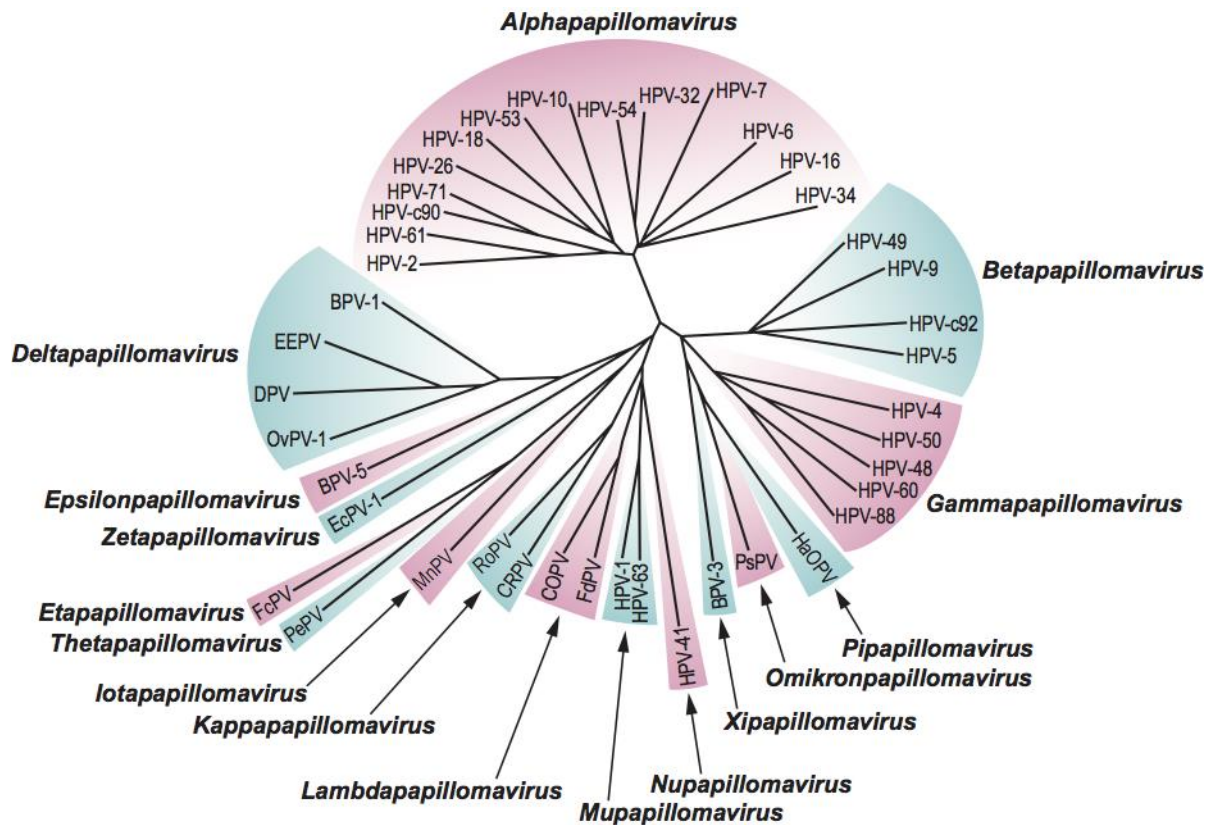 Alphapapillomavirus
HPV-10
HPV-54
HPV-32
HPV-7
HPV-53
HPV-18
HPV-6
HPV-26
HPV-16
HPV-71
HPV-34
HPV-c90
HPV-61
HPV-2
HPV-49
HPV-9
HPV-c92
HPV-5
Betapapillomavirus
BPV-1
EEPV
DPV
OvPV-1
Deltapapillomavirus
HPV-4
HPV-50
HPV-48
HPV-60
HPV-88
Gammapapillomavirus
BPV-5
Epsilonpapillomavirus
EcPV-1
Zetapapillomavirus
FcPV
Etapapillomavirus
PePV
Thetapapillomavirus
MnPV
Iotapapillomavirus
RoPV
CRPV
Kappapapillomavirus
COPV
FdPV
Lambdapapillomavirus
HPV-1
HPV-63
Mupapillomavirus
HPV-41
Nupapillomavirus
BPV-3
Xipapillomavirus
PsPV
Omikronpapillomavirus
HaOPV
Pipapillomavirus